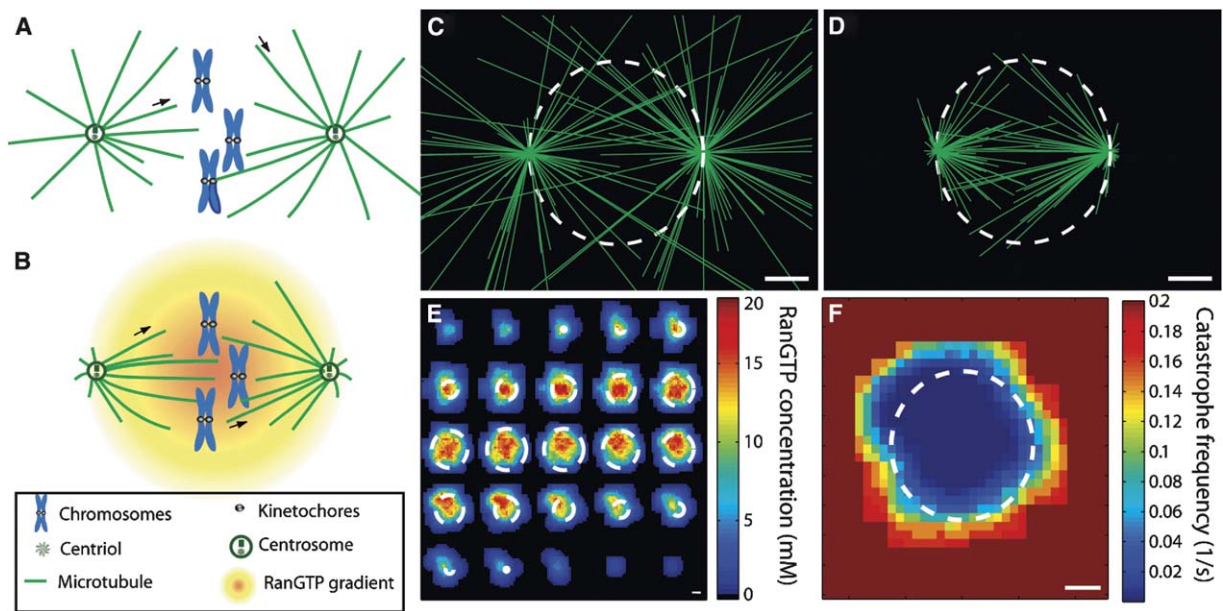 A
B
C
D
E
F
Chromosomes
Centriol
Microtubule
Kinetochores
Centrosome
RanGTP gradient
20
15
10
5
0
RanGTP concentration (mM)
0.2
0.18
0.16
0.14
0.12
0.1
0.08
0.06
0.04
0.02
Catastrophe frequency (1/s)